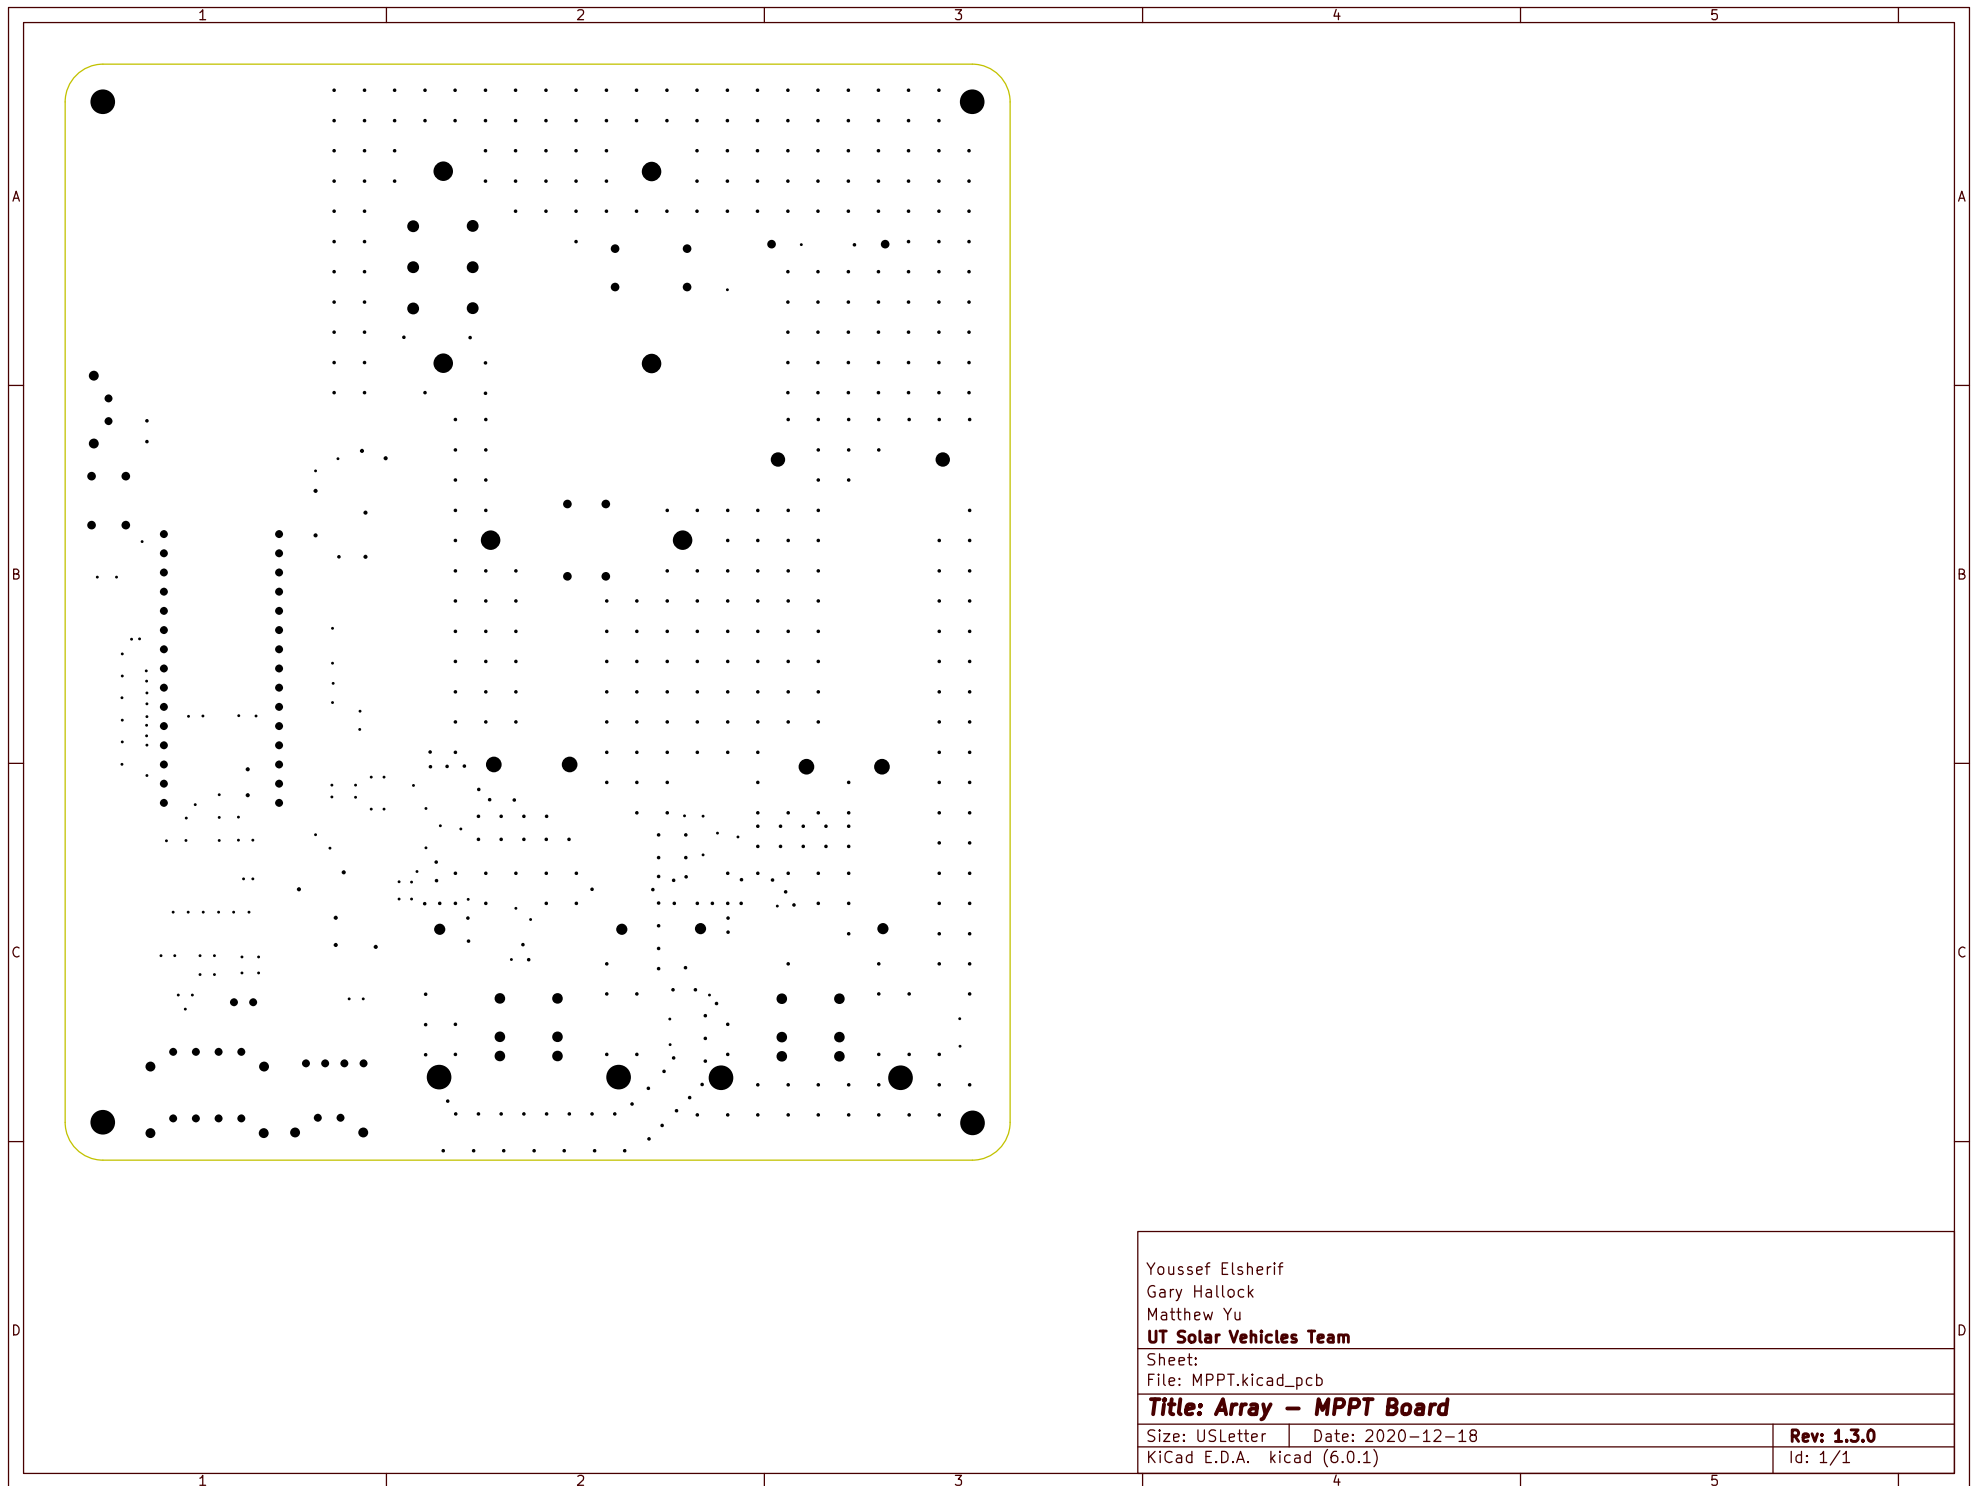 1 2 3 4 5
A A
B B
C C
D D
Youssef Elsherif
Gary Hallock
Matthew Yu
UT Solar Vehicles Team
Sheet:
File: MPPT.kicad_pcb
Title: Array - MPPT Board
Size: USLetter Date: 2020-12-18 Rev: 1.3.0
KiCad E.D.A. kicad (6.0.1) Id: 1/1
1 2 3 4 5